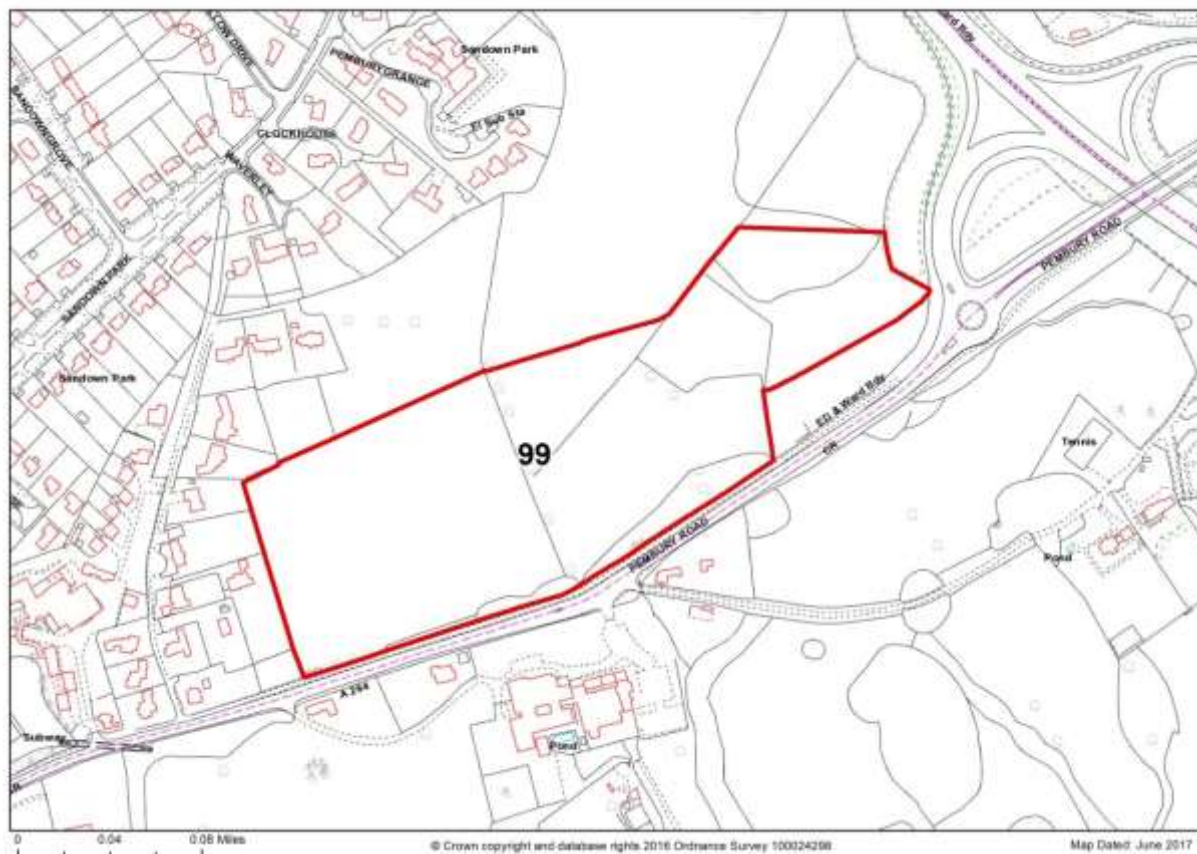 Sandown Park
PEMBURY GRANGE
El Sub Sta
CLOCKHOUSE
WAVERLEY
SANDOWN PARK
Sandown Park
PEMBURY ROAD
ED & Ward Bdy
CR
99
Tennis
Pond
PEMBURY ROAD
A 264
Subway
Pond
0 0.04 0.08 Miles
© Crown copyright and database rights 2016 Ordnance Survey 100024298
Map Dated: June 2017